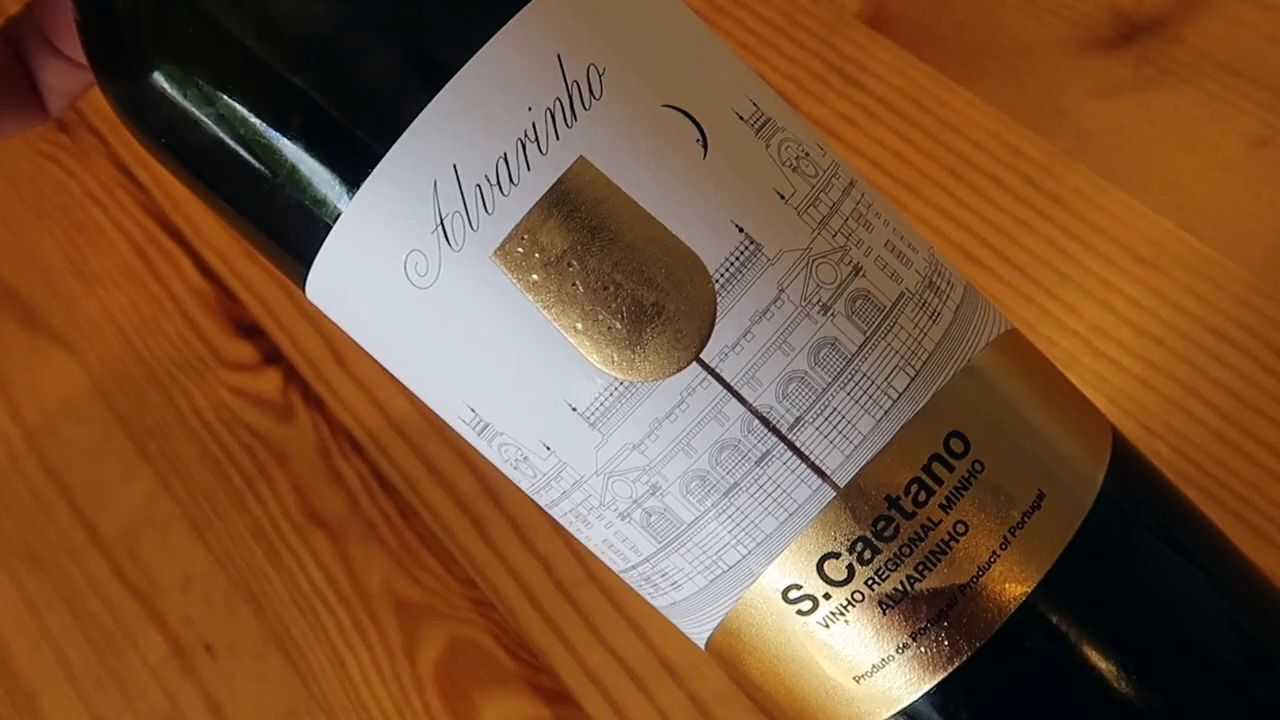 Alvarinho
S. Caetano
VINHO REGIONAL MINHO
ALVARINHO
Produto de Portugal/ Product of Portugal